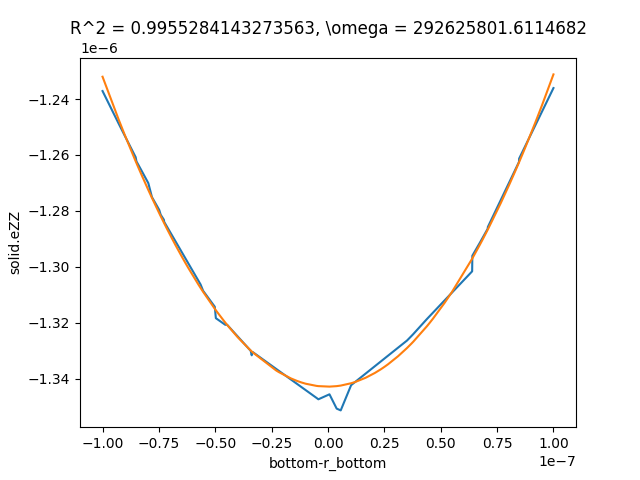 R^2 = 0.9955284143273563, \omega = 292625801.6114682
1e−6
−1.24
−1.26
−1.28
−1.30
−1.32
−1.34
solid.eZZ
−1.00 −0.75 −0.50 −0.25 0.00 0.25 0.50 0.75 1.00
bottom-r_bottom
1e−7